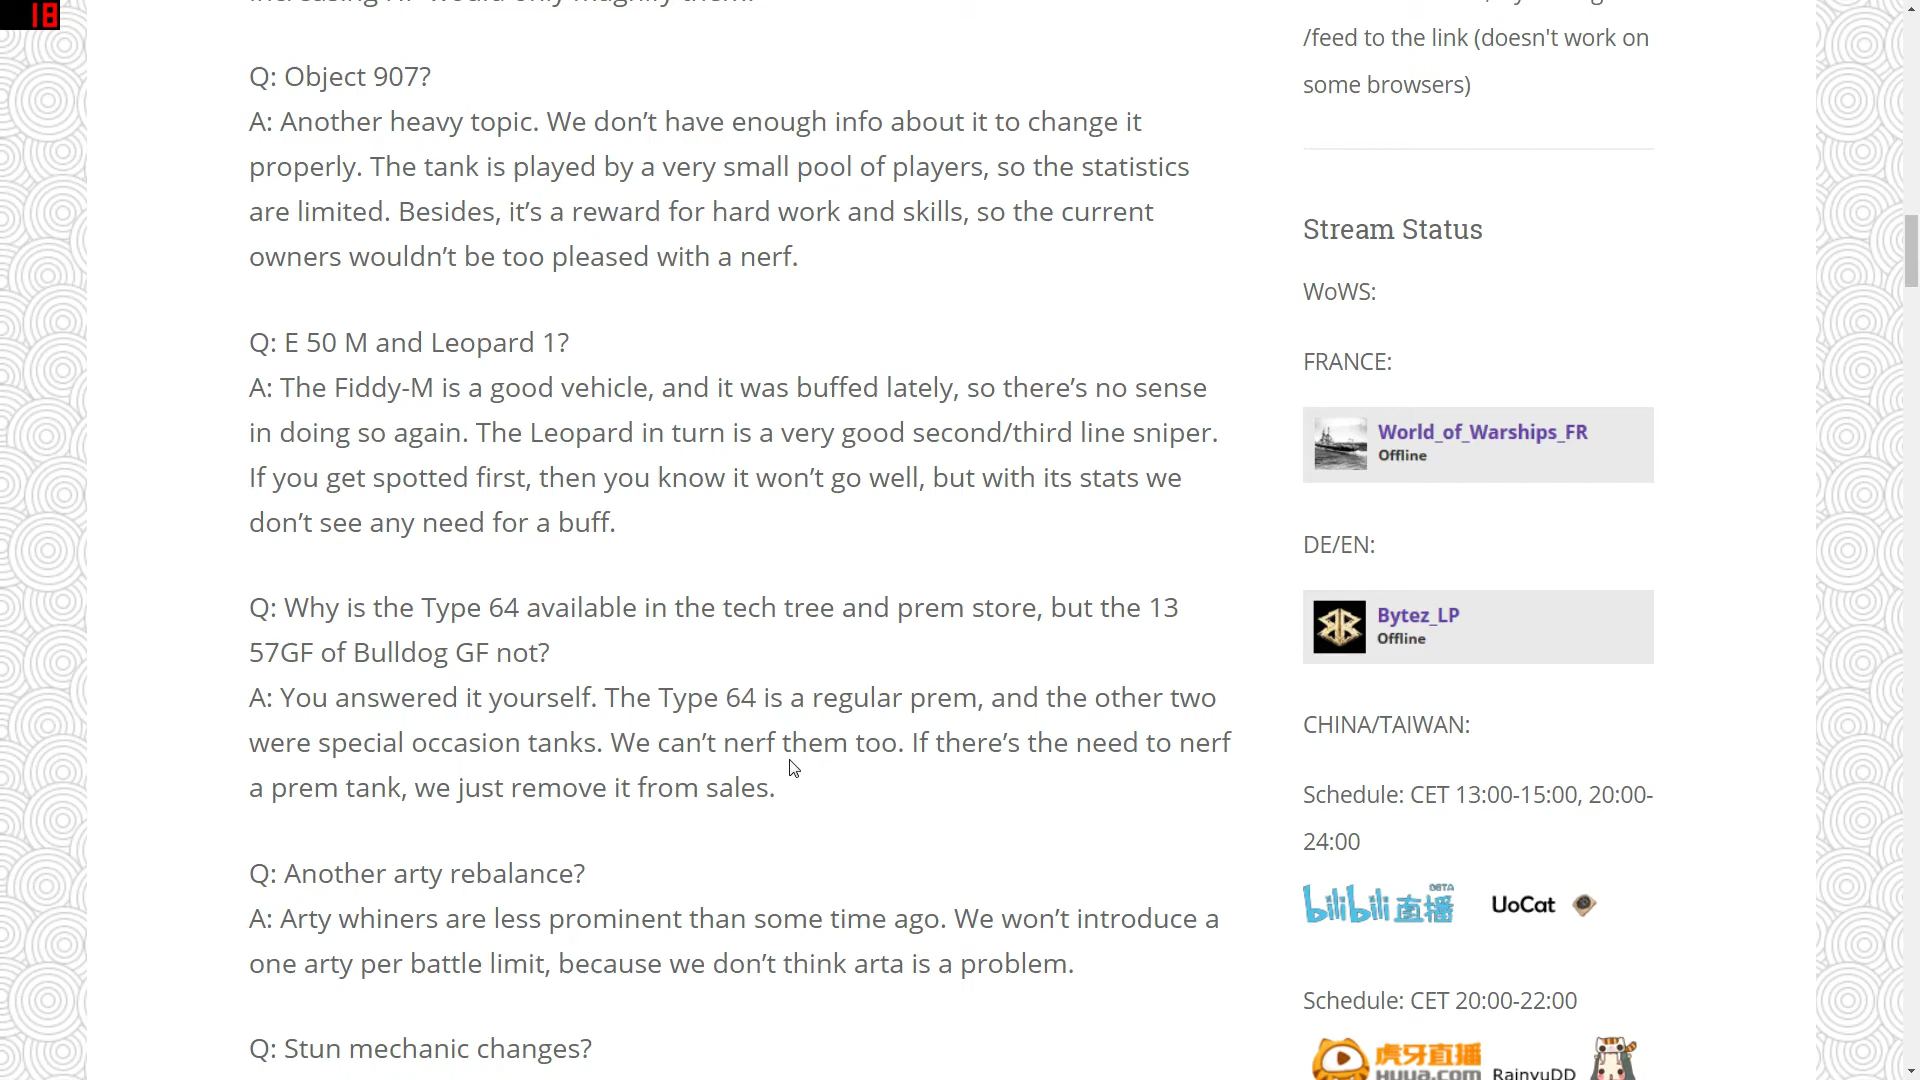 18
Q: Object 907?
A: Another heavy topic. We don’t have enough info about it to change it
properly. The tank is played by a very small pool of players, so the statistics
are limited. Besides, it’s a reward for hard work and skills, so the current
owners wouldn’t be too pleased with a nerf.
Q: E 50 M and Leopard 1?
A: The Fiddy-M is a good vehicle, and it was buffed lately, so there’s no sense
in doing so again. The Leopard in turn is a very good second/third line sniper.
If you get spotted first, then you know it won’t go well, but with its stats we
don’t see any need for a buff.
Q: Why is the Type 64 available in the tech tree and prem store, but the 13
57GF of Bulldog GF not?
A: You answered it yourself. The Type 64 is a regular prem, and the other two
were special occasion tanks. We can’t nerf them too. If there’s the need to nerf
a prem tank, we just remove it from sales.
Q: Another arty rebalance?
A: Arty whiners are less prominent than some time ago. We won’t introduce a
one arty per battle limit, because we don’t think arta is a problem.
Q: Stun mechanic changes?
/feed to the link (doesn't work on
some browsers)
Stream Status
WoWS:
FRANCE:
World_of_Warships_FR
Offline
DE/EN:
Bytez_LP
Offline
CHINA/TAIWAN:
Schedule: CET 13:00-15:00, 20:00-
24:00
bilibili 直播 BETA UoCat
Schedule: CET 20:00-22:00
虎牙直播
HUYA.com RainyuDD